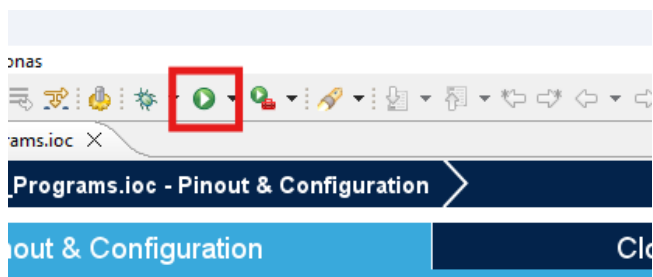 onas
rams.ioc
_Programs.ioc - Pinout & Configuration
nout & Configuration
Clo